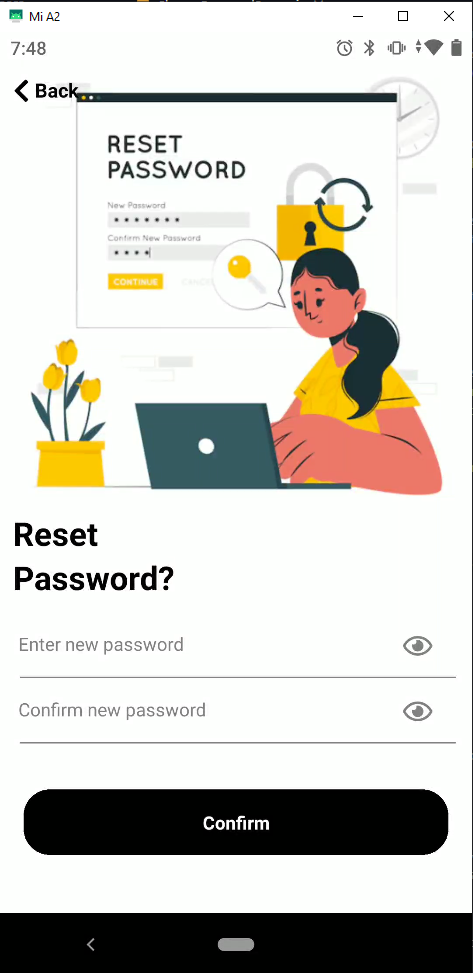 Mi A2
7:48
Back
RESET
PASSWORD
New Password
Confirm New Password
CONTINUE
CANCEL
Reset
Password?
Enter new password
Confirm new password
Confirm